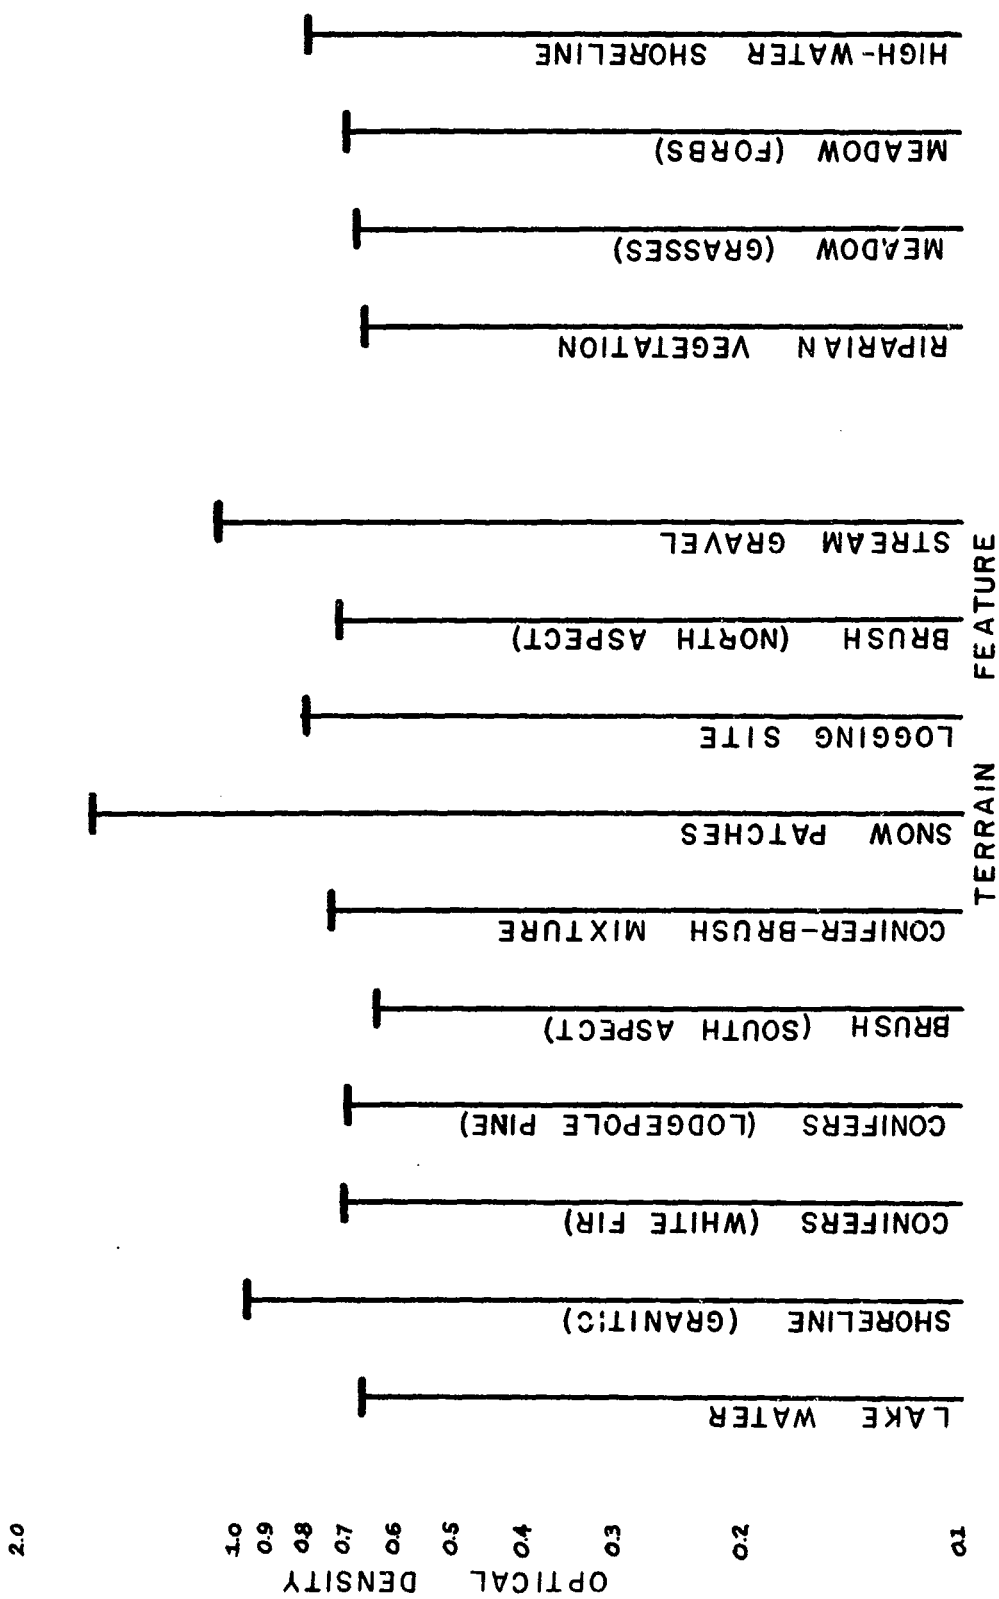 OPTICAL DENSITY
2.0
1.0
0.9
0.8
0.7
0.6
0.5
0.4
0.3
0.2
0.1
LAKE WATER
SHORELINE (GRANITIC)
CONIFERS (WHITE FIR)
CONIFERS (LODGEPOLE PINE)
BRUSH (SOUTH ASPECT)
CONIFER-BRUSH MIXTURE
SNOW PATCHES
LOGGING SITE
BRUSH (NORTH ASPECT)
STREAM GRAVEL
RIPARIAN VEGETATION
MEADOW (GRASSES)
MEADOW (FORBS)
HIGH-WATER SHORELINE
TERRAIN FEATURE